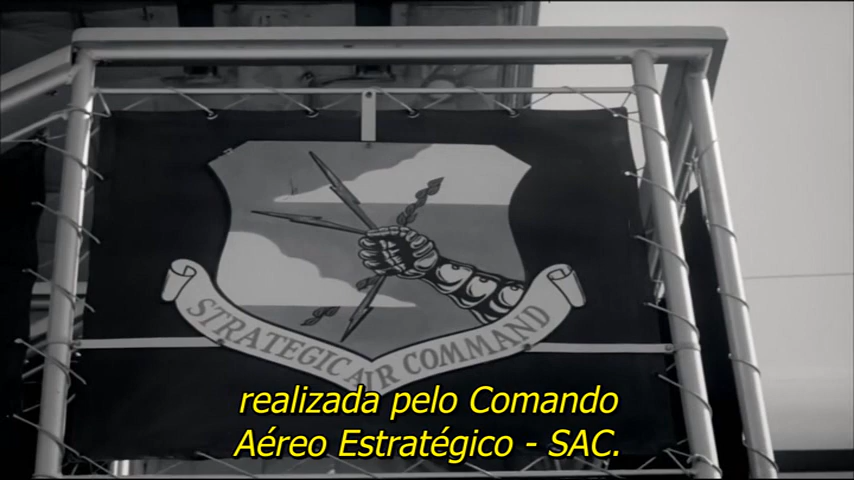 STRATEGIC AIR COMMAND
realizada pelo Comando
Aéreo Estratégico - SAC.